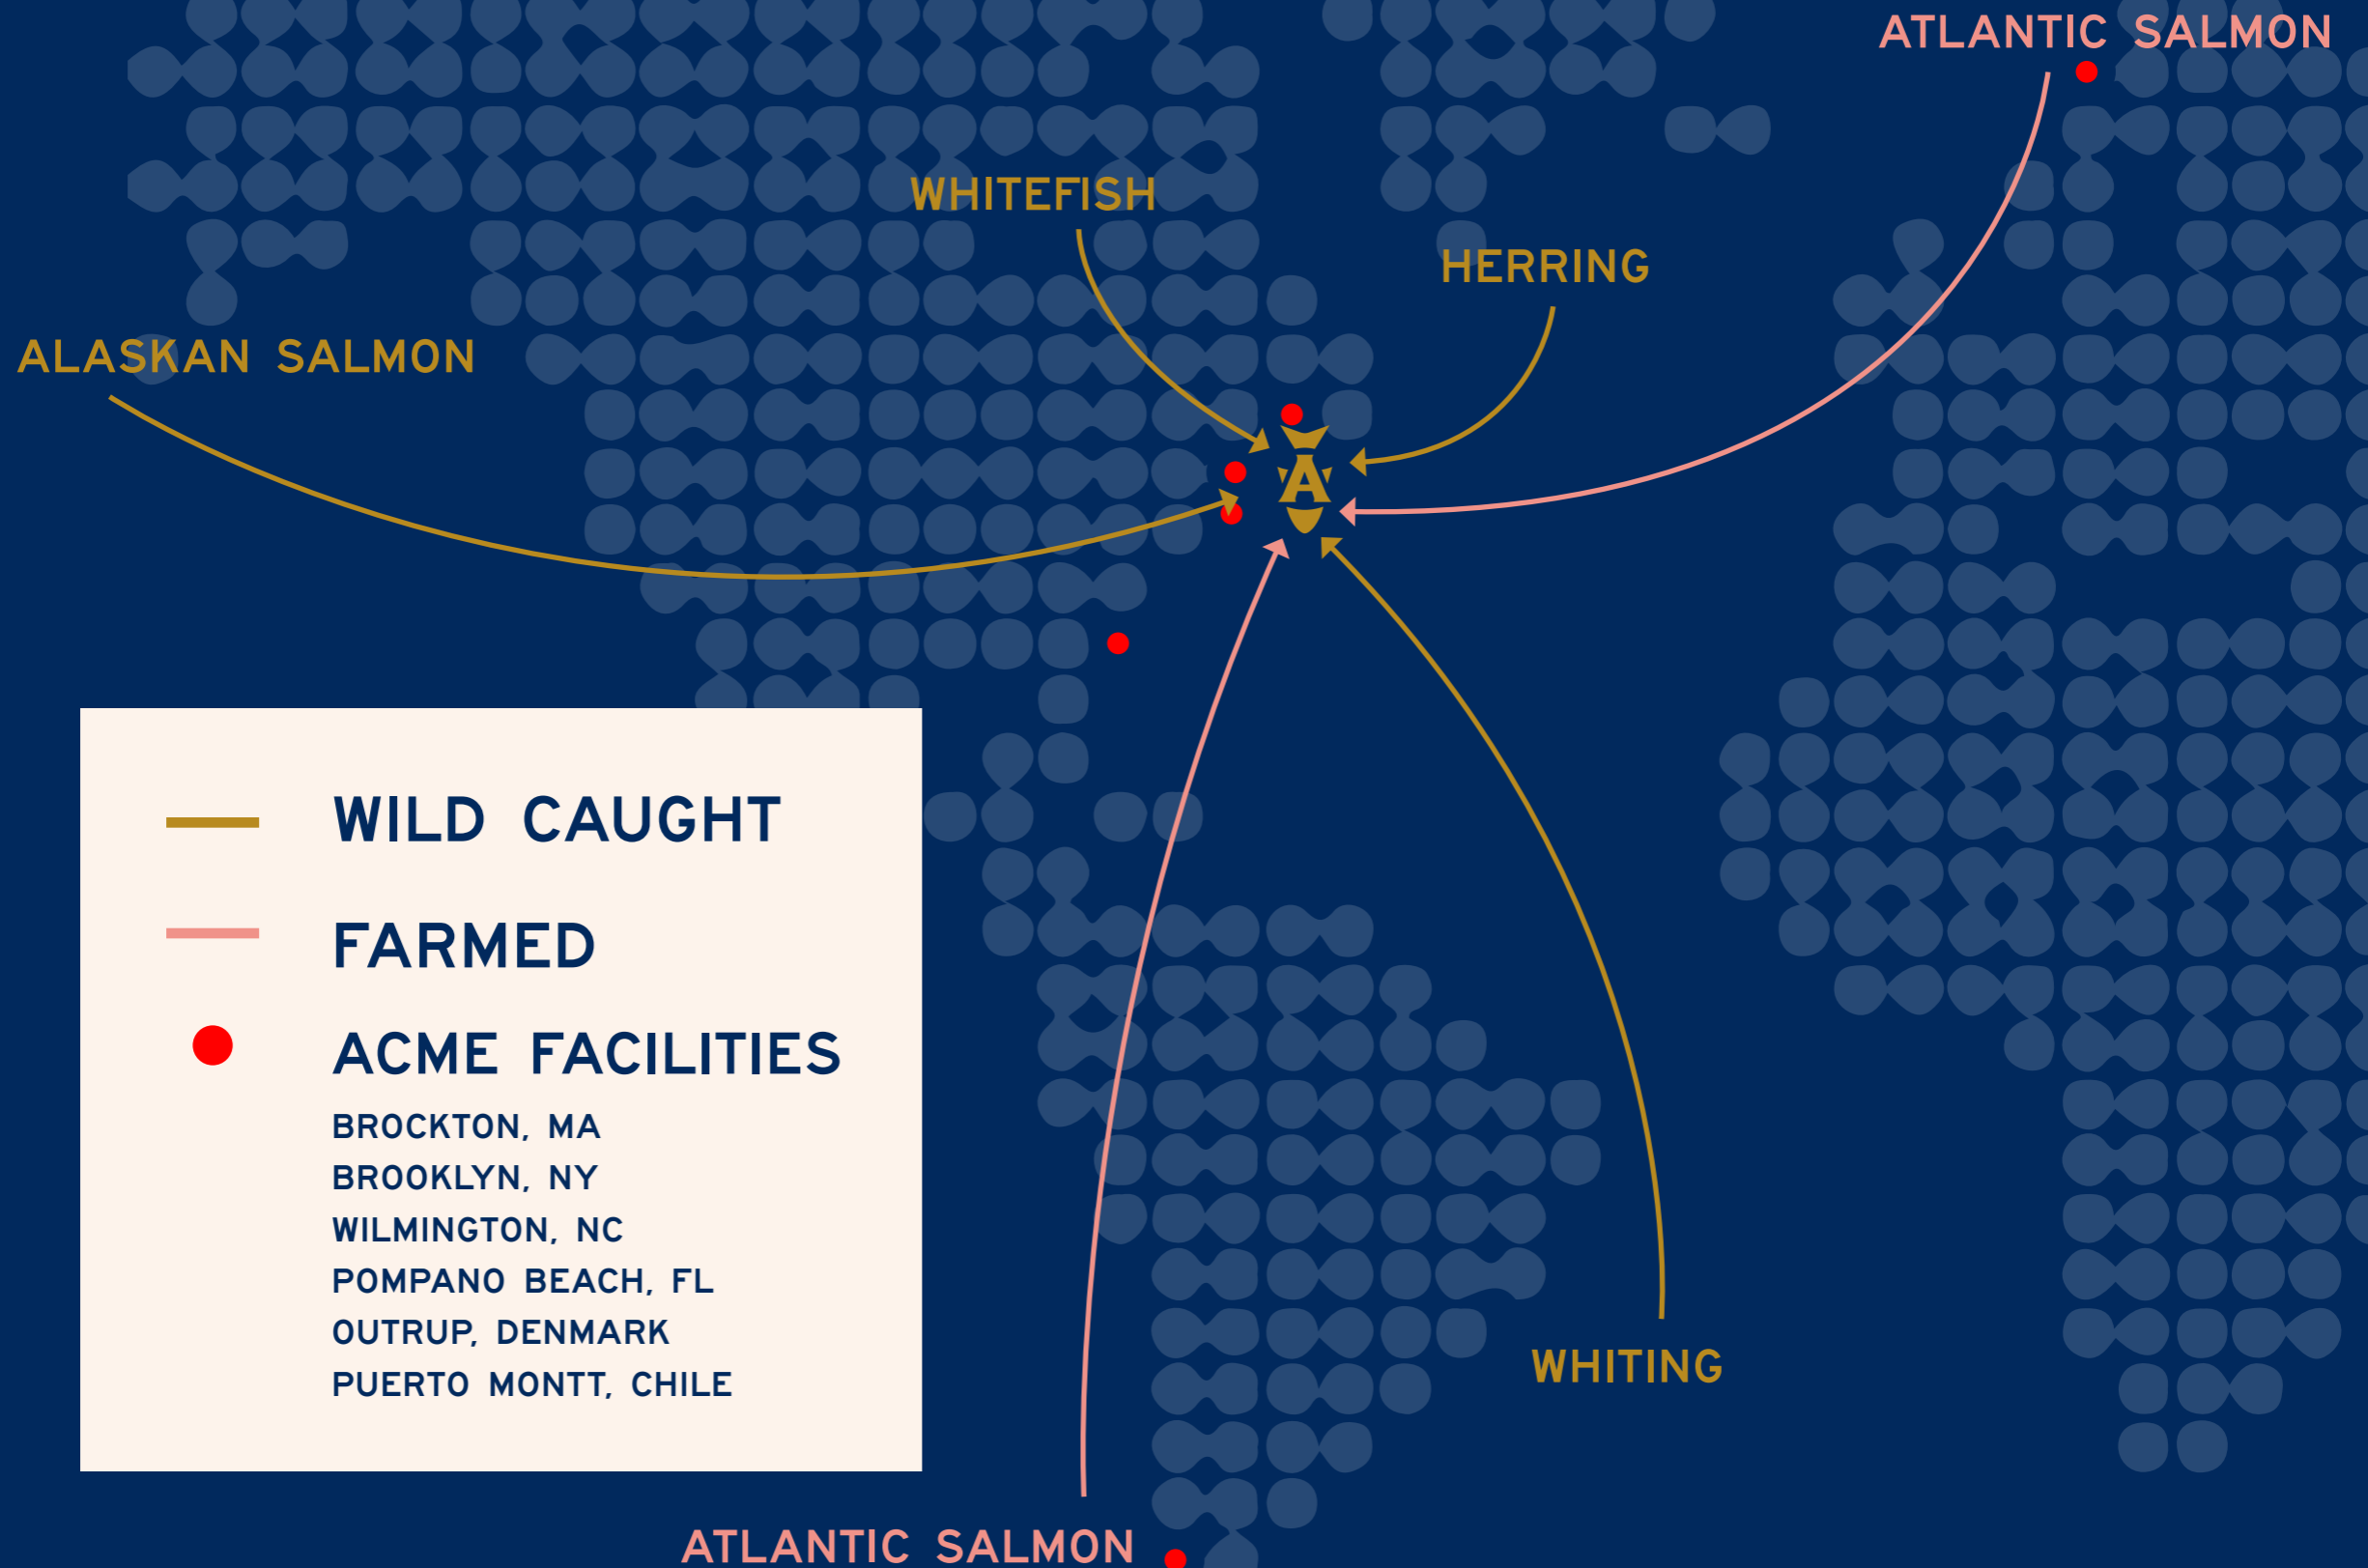 ATLANTIC SALMON
WHITEFISH
HERRING
ALASKAN SALMON
A
WILD CAUGHT
FARMED
ACME FACILITIES
BROCKTON, MA
BROOKLYN, NY
WILMINGTON, NC
POMPANO BEACH, FL
OUTRUP, DENMARK
PUERTO MONTT, CHILE
WHITING
ATLANTIC SALMON